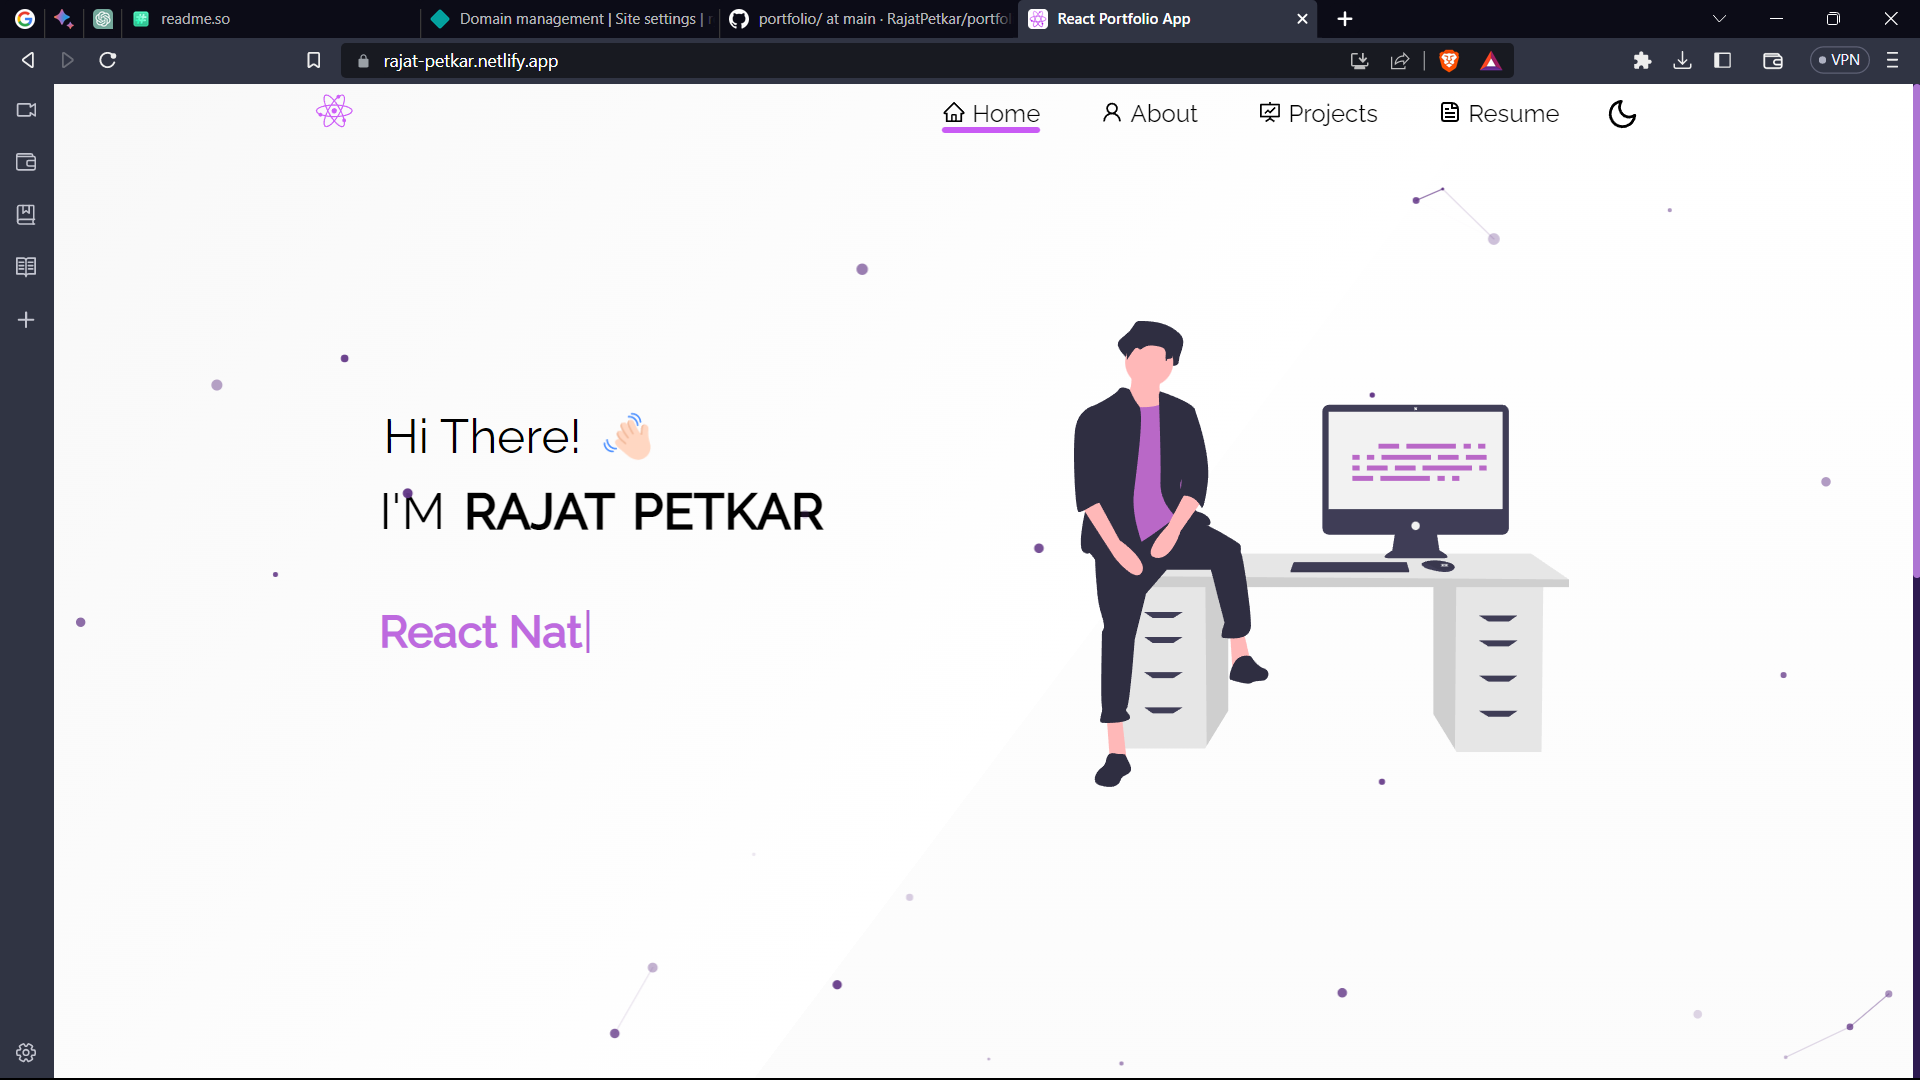 readme.so
Domain management | Site settings |
portfolio/ at main · RajatPetkar/portfol
React Portfolio App
rajat-petkar.netlify.app
VPN
Home
About
Projects
Resume
Hi There! 👋🏻
I'M RAJAT PETKAR
React Nat|